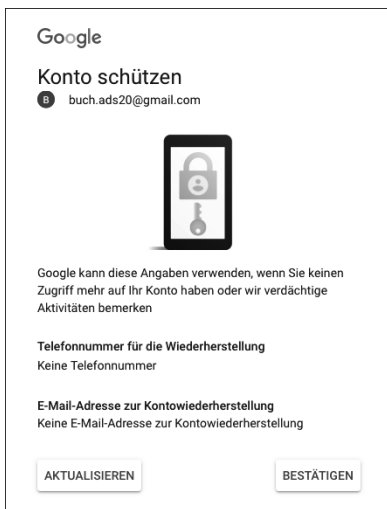 Google
Konto schützen
B buch.ads20@gmail.com
Google kann diese Angaben verwenden, wenn Sie keinen
Zugriff mehr auf Ihr Konto haben oder wir verdächtige
Aktivitäten bemerken
Telefonnummer für die Wiederherstellung
Keine Telefonnummer
E-Mail-Adresse zur Kontowiederherstellung
Keine E-Mail-Adresse zur Kontowiederherstellung
AKTUALISIEREN BESTÄTIGEN